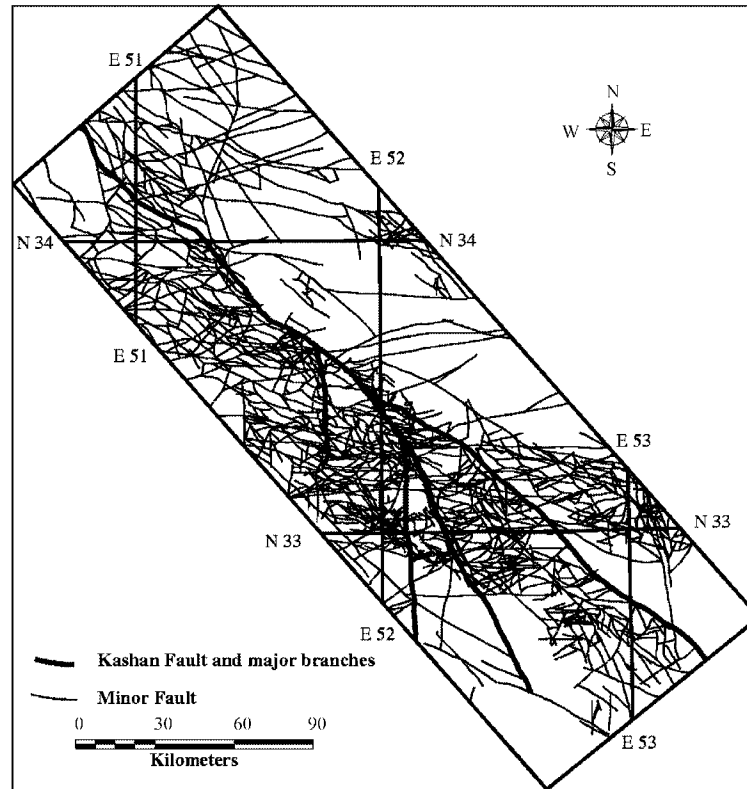 E 51
N
W E
S
E 52
N 34 N 34
E 51
E 53
N 33 N 33
E 52
Kashan Fault and major branches
Minor Fault
0 30 60 90
Kilometers
E 53